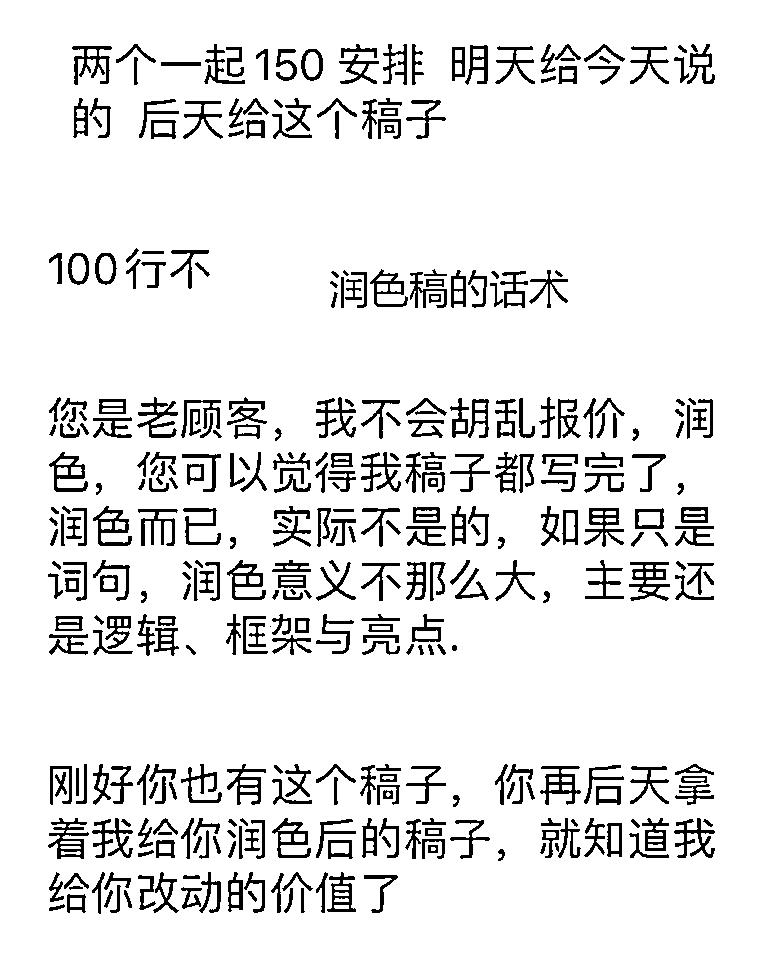 两个一起150 安排 明天给今天说
的 后天给这个稿子
100行不
润色稿的话术
您是老顾客，我不会胡乱报价，润
色，您可以觉得我稿子都写完了，
润色而已，实际不是的，如果只是
词句，润色意义不那么大，主要还
是逻辑、框架与亮点.
刚好你也有这个稿子，你再后天拿
着我给你润色后的稿子，就知道我
给你改动的价值了